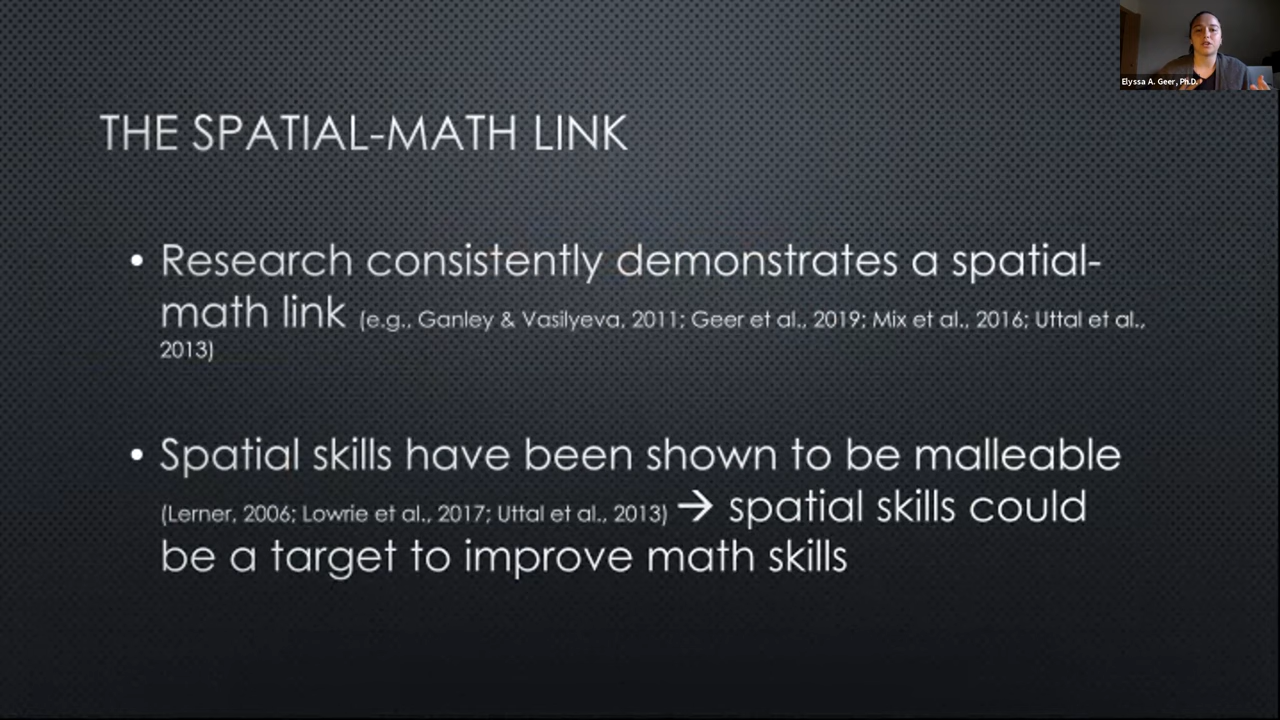 Elyssa A. Geer, Ph.D.
THE SPATIAL-MATH LINK
• Research consistently demonstrates a spatial-
math link (e.g., Ganley & Vasilyeva, 2011; Geer et al., 2019; Mix et al., 2016; Uttal et al.,
2013)
• Spatial skills have been shown to be malleable
(Lerner, 2006; Lowrie et al., 2017; Uttal et al., 2013) → spatial skills could
be a target to improve math skills